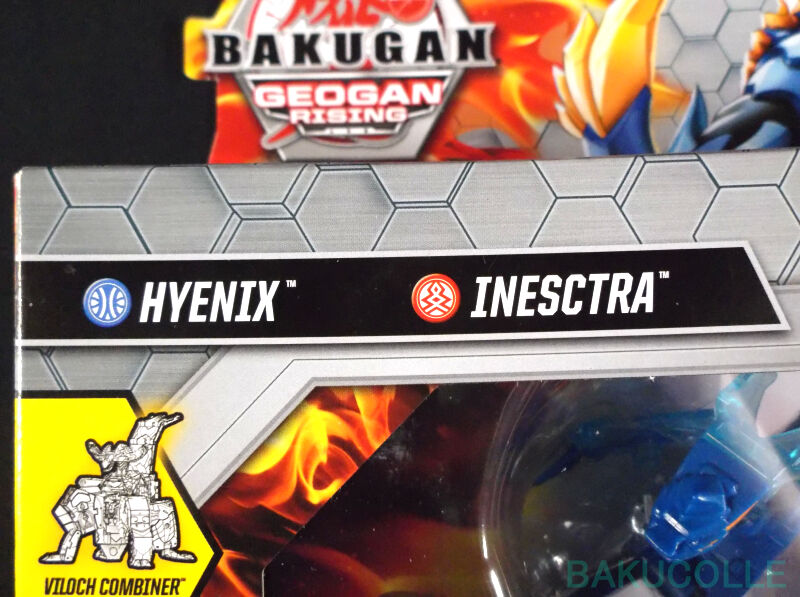 BAKUGAN
GEOGAN
RISING
HYENIX™ INESCTRA™
VILOCH COMBINER™
BAKUCOLLE